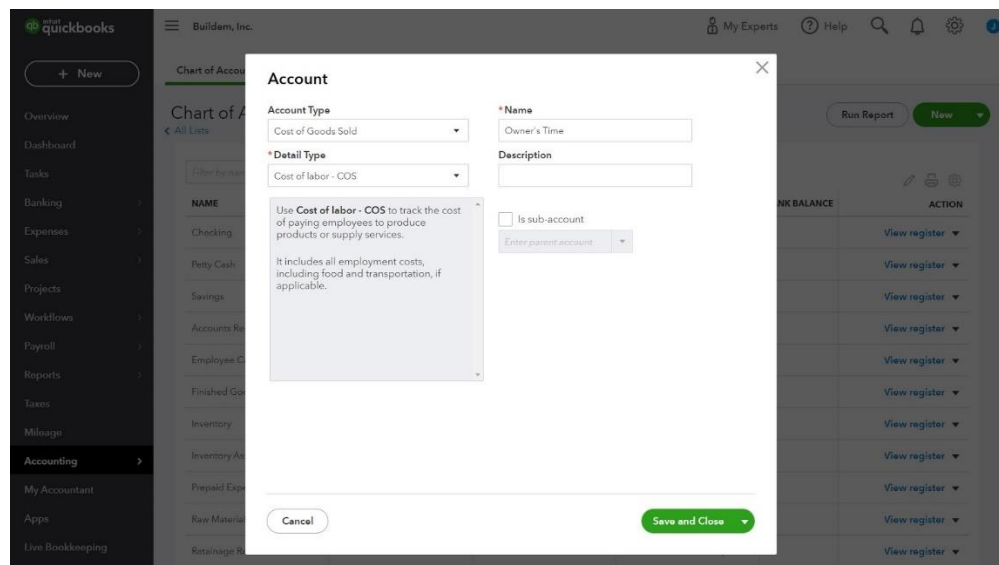 intuit
quickbooks
Buildem, Inc.
My Experts
Help
+ New
Chart of Accou
Account
Account Type
*Name
Cost of Goods Sold
Owner's Time
*Detail Type
Description
Cost of labor - COS
Use Cost of labor - COS to track the cost
of paying employees to produce
products or supply services.
It includes all employment costs,
including food and transportation, if
applicable.
Is sub-account
Enter parent account
Cancel
Save and Close
Chart of A
All Lists
Run Report
New
Filter by nam
NAME
NK BALANCE
ACTION
Checking
View register
Petty Cash
View register
Savings
View register
Accounts Re
View register
Employee C
View register
Finished Goo
View register
Inventory
View register
Inventory As
View register
Prepaid Expe
View register
Raw Material
View register
Retainage R
View register
Overview
Dashboard
Tasks
Banking
Expenses
Sales
Projects
Workflows
Payroll
Reports
Taxes
Mileage
Accounting
My Accountant
Apps
Live Bookkeeping